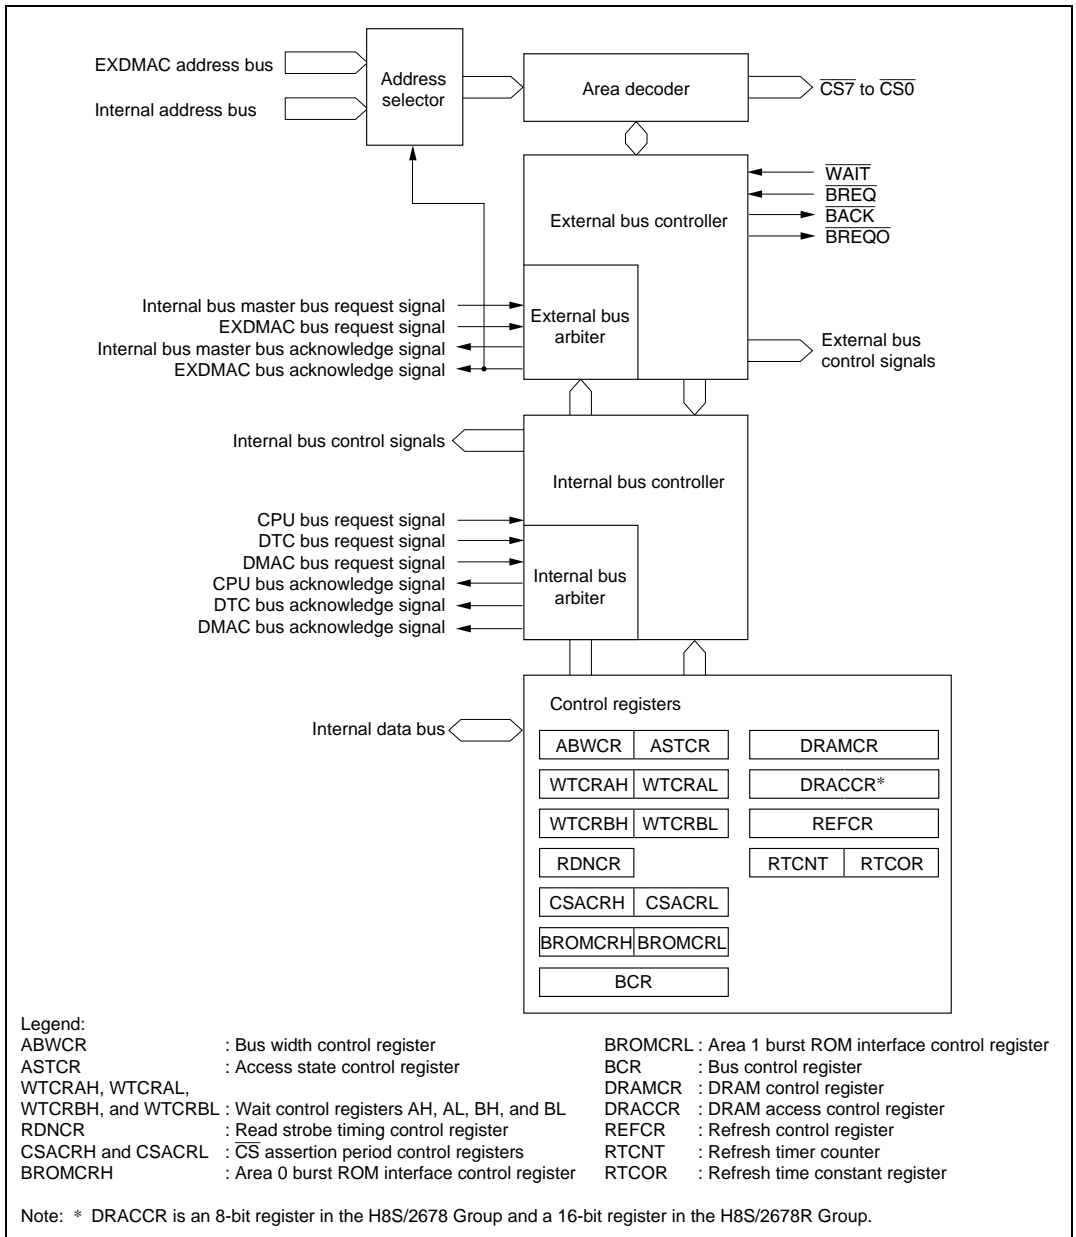 EXDMAC address bus
Internal address bus
Address
selector
Area decoder
CS7 to CS0
External bus controller
WAIT
BREQ
BACK
BREQO
Internal bus master bus request signal
EXDMAC bus request signal
Internal bus master bus acknowledge signal
EXDMAC bus acknowledge signal
External bus
arbiter
External bus
control signals
Internal bus control signals
Internal bus controller
CPU bus request signal
DTC bus request signal
DMAC bus request signal
CPU bus acknowledge signal
DTC bus acknowledge signal
DMAC bus acknowledge signal
Internal bus
arbiter
Internal data bus
Control registers
ABWCR ASTCR
WTCRAH WTCRAL
WTCRBH WTCRBL
RDNCR
CSACRH CSACRL
BROMCRH BROMCRL
BCR
DRAMCR
DRACCR*
REFCR
RTCNT RTCOR
Legend:
ABWCR : Bus width control register
ASTCR : Access state control register
WTCRAH, WTCRAL,
WTCRBH, and WTCRBL : Wait control registers AH, AL, BH, and BL
RDNCR : Read strobe timing control register
CSACRH and CSACRL : CS assertion period control registers
BROMCRH : Area 0 burst ROM interface control register
BROMCRL : Area 1 burst ROM interface control register
BCR : Bus control register
DRAMCR : DRAM control register
DRACCR : DRAM access control register
REFCR : Refresh control register
RTCNT : Refresh timer counter
RTCOR : Refresh time constant register
Note: * DRACCR is an 8-bit register in the H8S/2678 Group and a 16-bit register in the H8S/2678R Group.